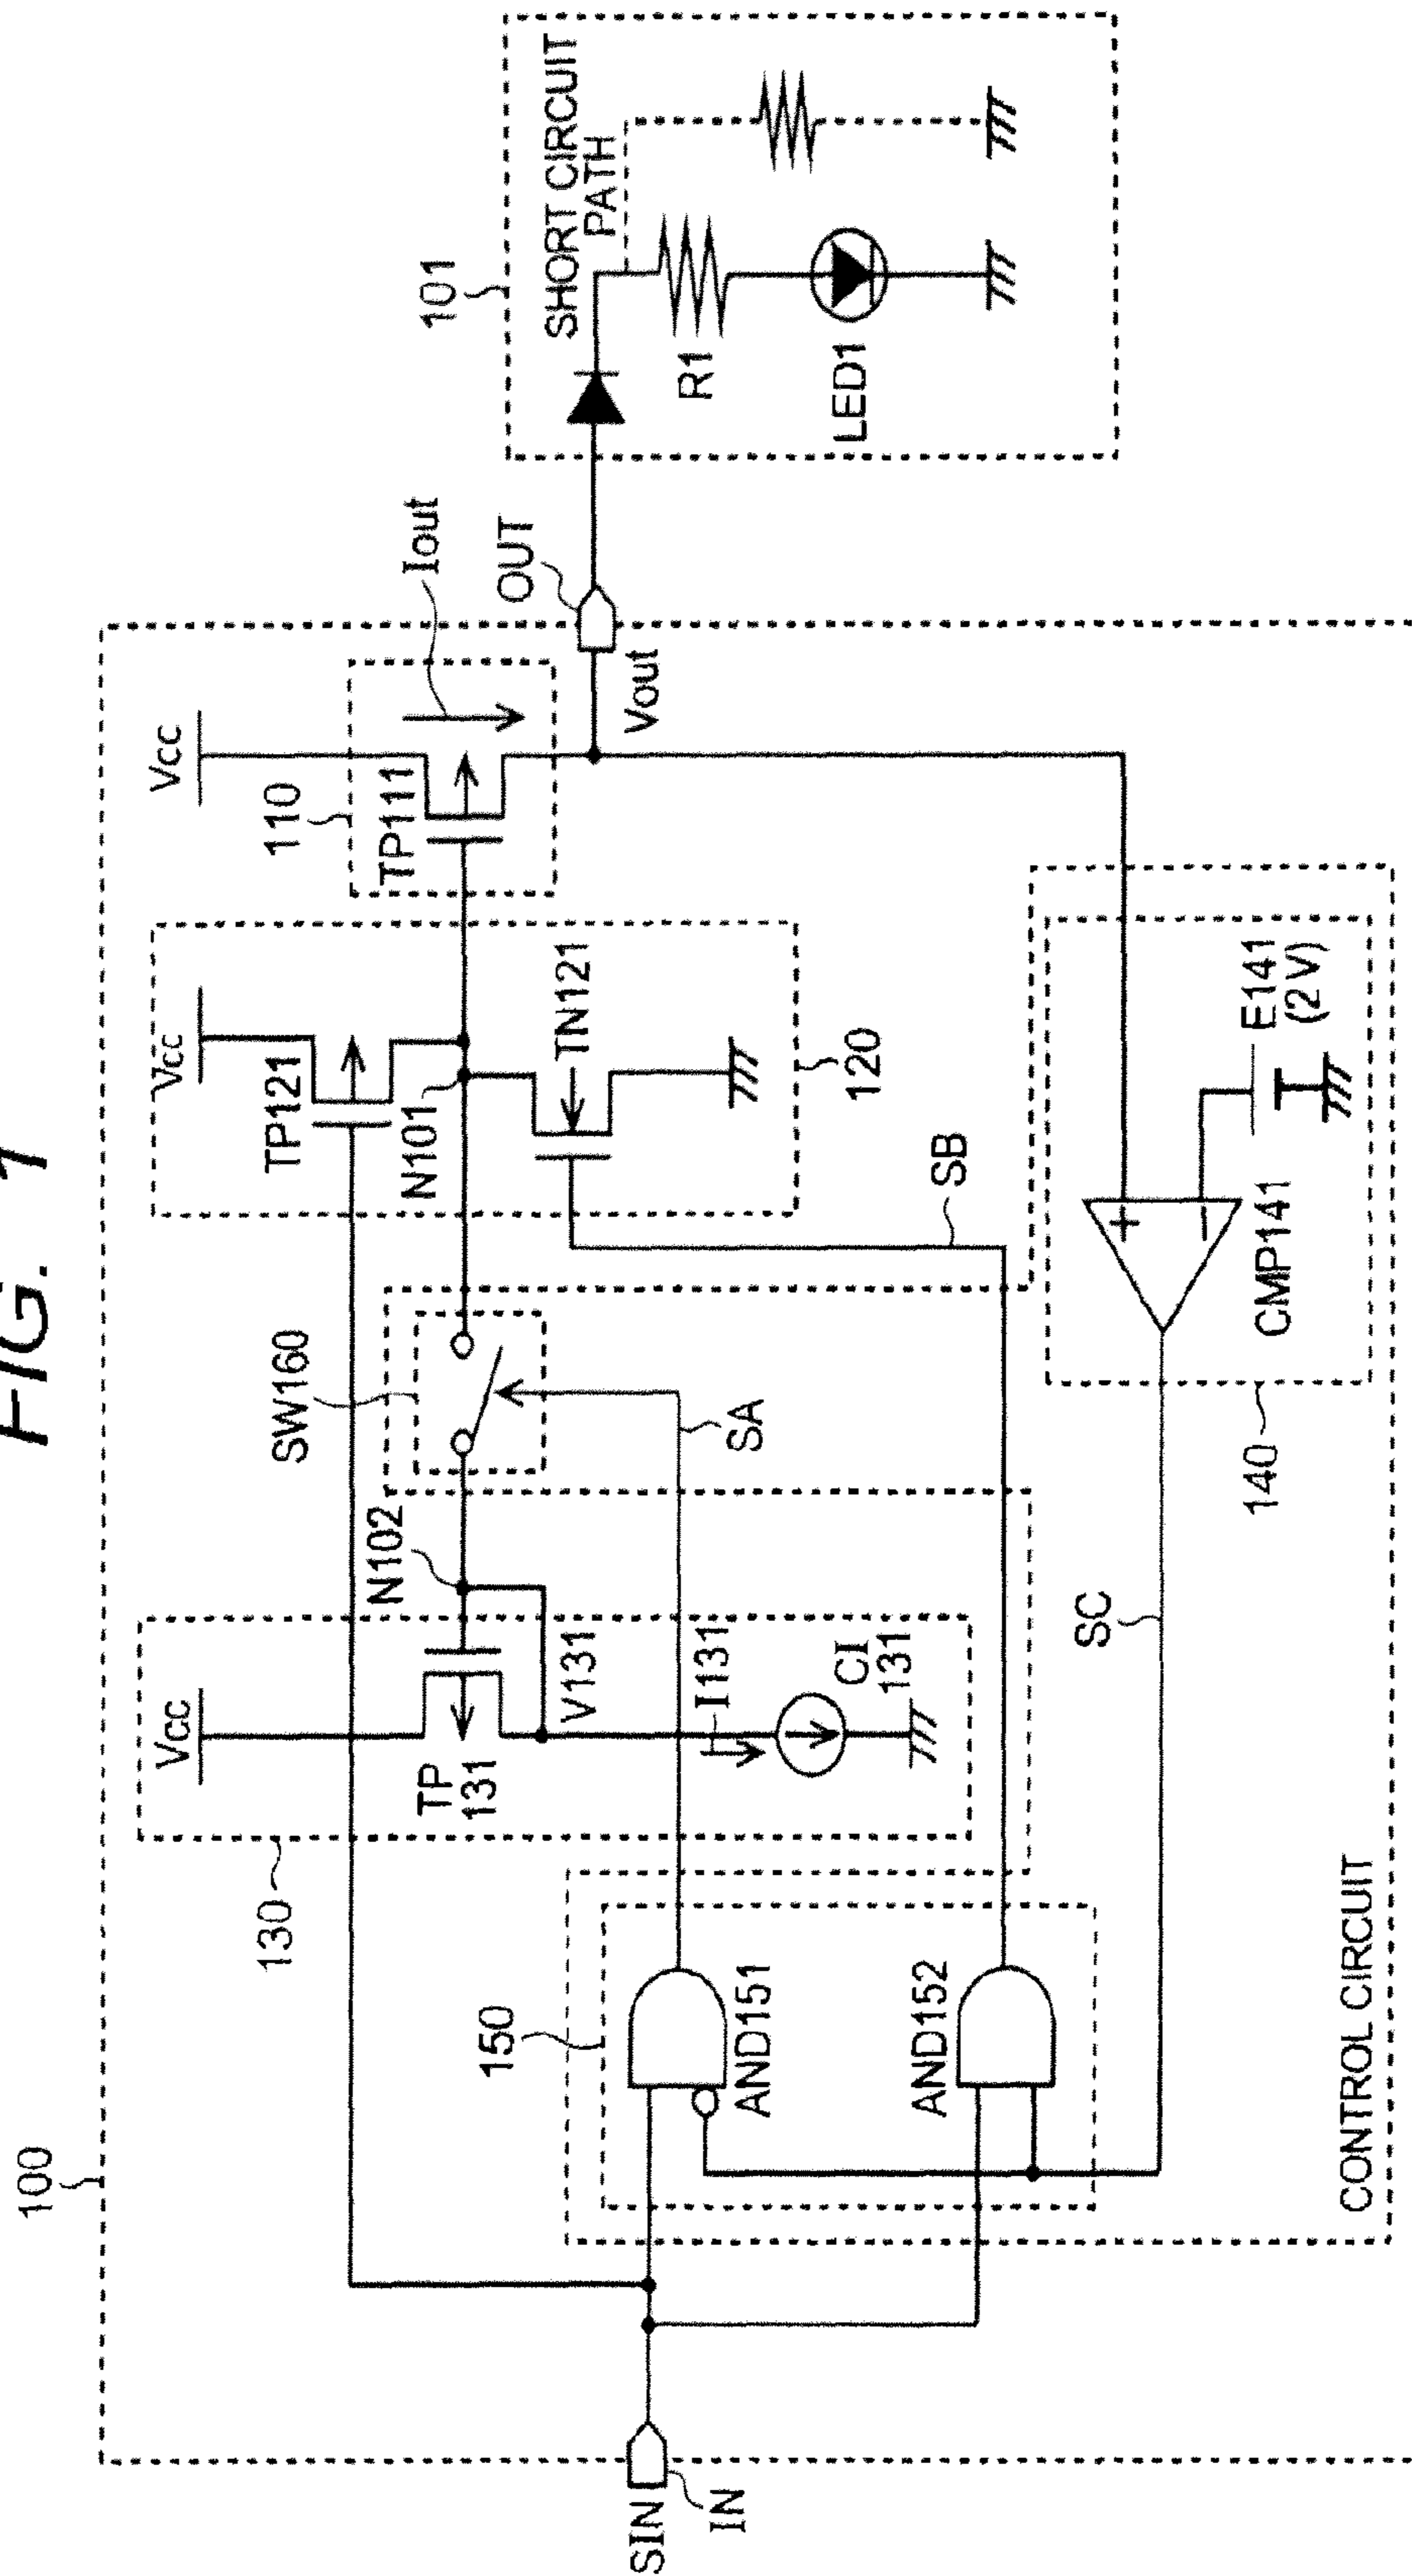 FIG. 1
100
Vcc
Vcc
Vcc
130
SW160
TP121
110
TP111
Iout
101
N102
N101
TP
131
V131
TN121
OUT
Vout
SHORT CIRCUIT
PATH
R1
LED1
150
I131
SA
SB
120
CI
131
SIN
IN
AND151
AND152
SC
140
CMP141
E141
(2 V)
+
−
CONTROL CIRCUIT